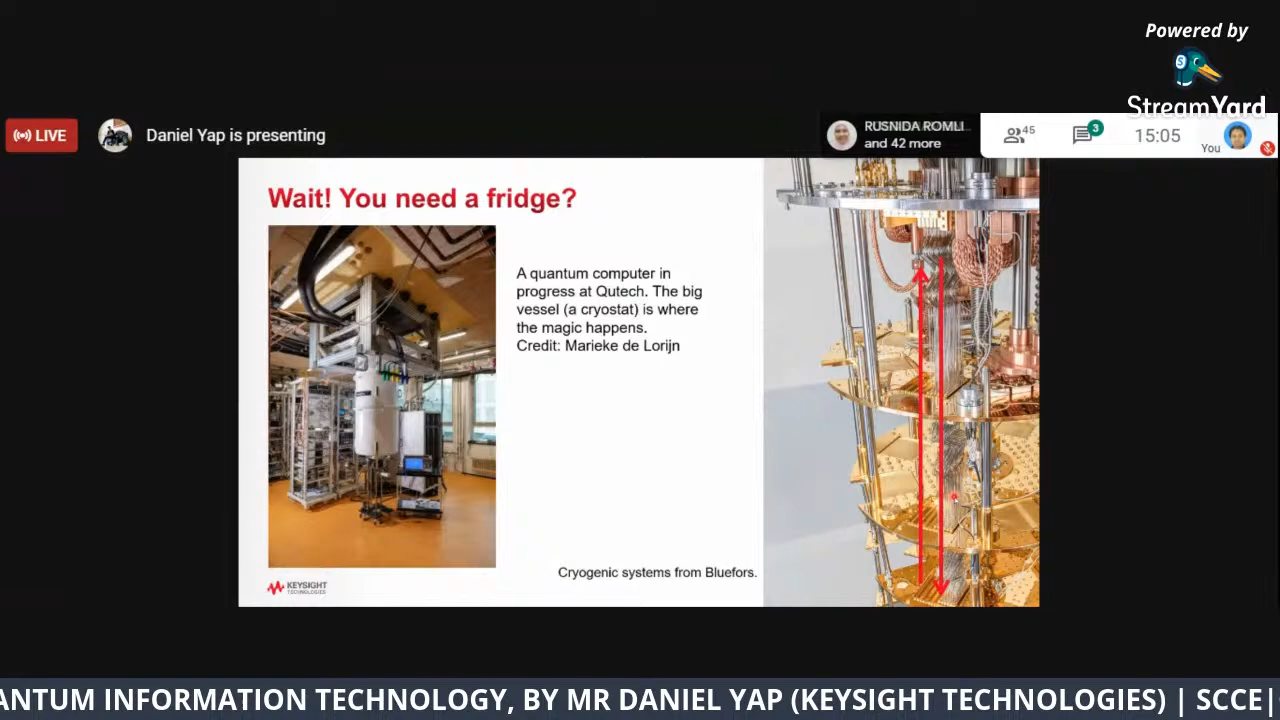 Powered by
StreamYard
LIVE
Daniel Yap is presenting
RUSNIDA ROMLI...
and 42 more
45
3
15:05
You
Wait! You need a fridge?
A quantum computer in
progress at Qutech. The big
vessel (a cryostat) is where
the magic happens.
Credit: Marieke de Lorijn
Cryogenic systems from Bluefors.
KEYSIGHT
TECHNOLOGIES
ANTUM INFORMATION TECHNOLOGY, BY MR DANIEL YAP (KEYSIGHT TECHNOLOGIES) | SCCE|